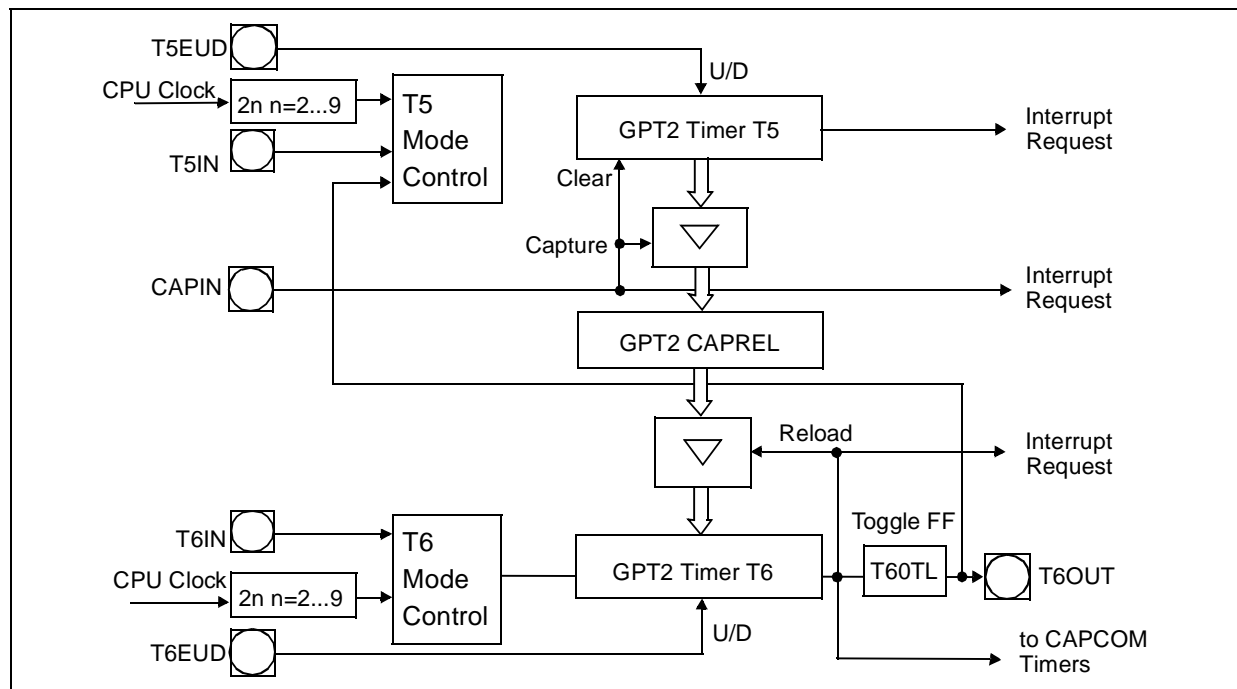 T5EUD
U/D
CPU Clock
2n n=2...9
T5
Mode
Control
GPT2 Timer T5
Interrupt
Request
T5IN
Clear
Capture
CAPIN
Interrupt
Request
GPT2 CAPREL
Reload
Interrupt
Request
T6IN
T6
Mode
Control
Toggle FF
GPT2 Timer T6
T60TL
T6OUT
CPU Clock
2n n=2...9
U/D
T6EUD
to CAPCOM
Timers